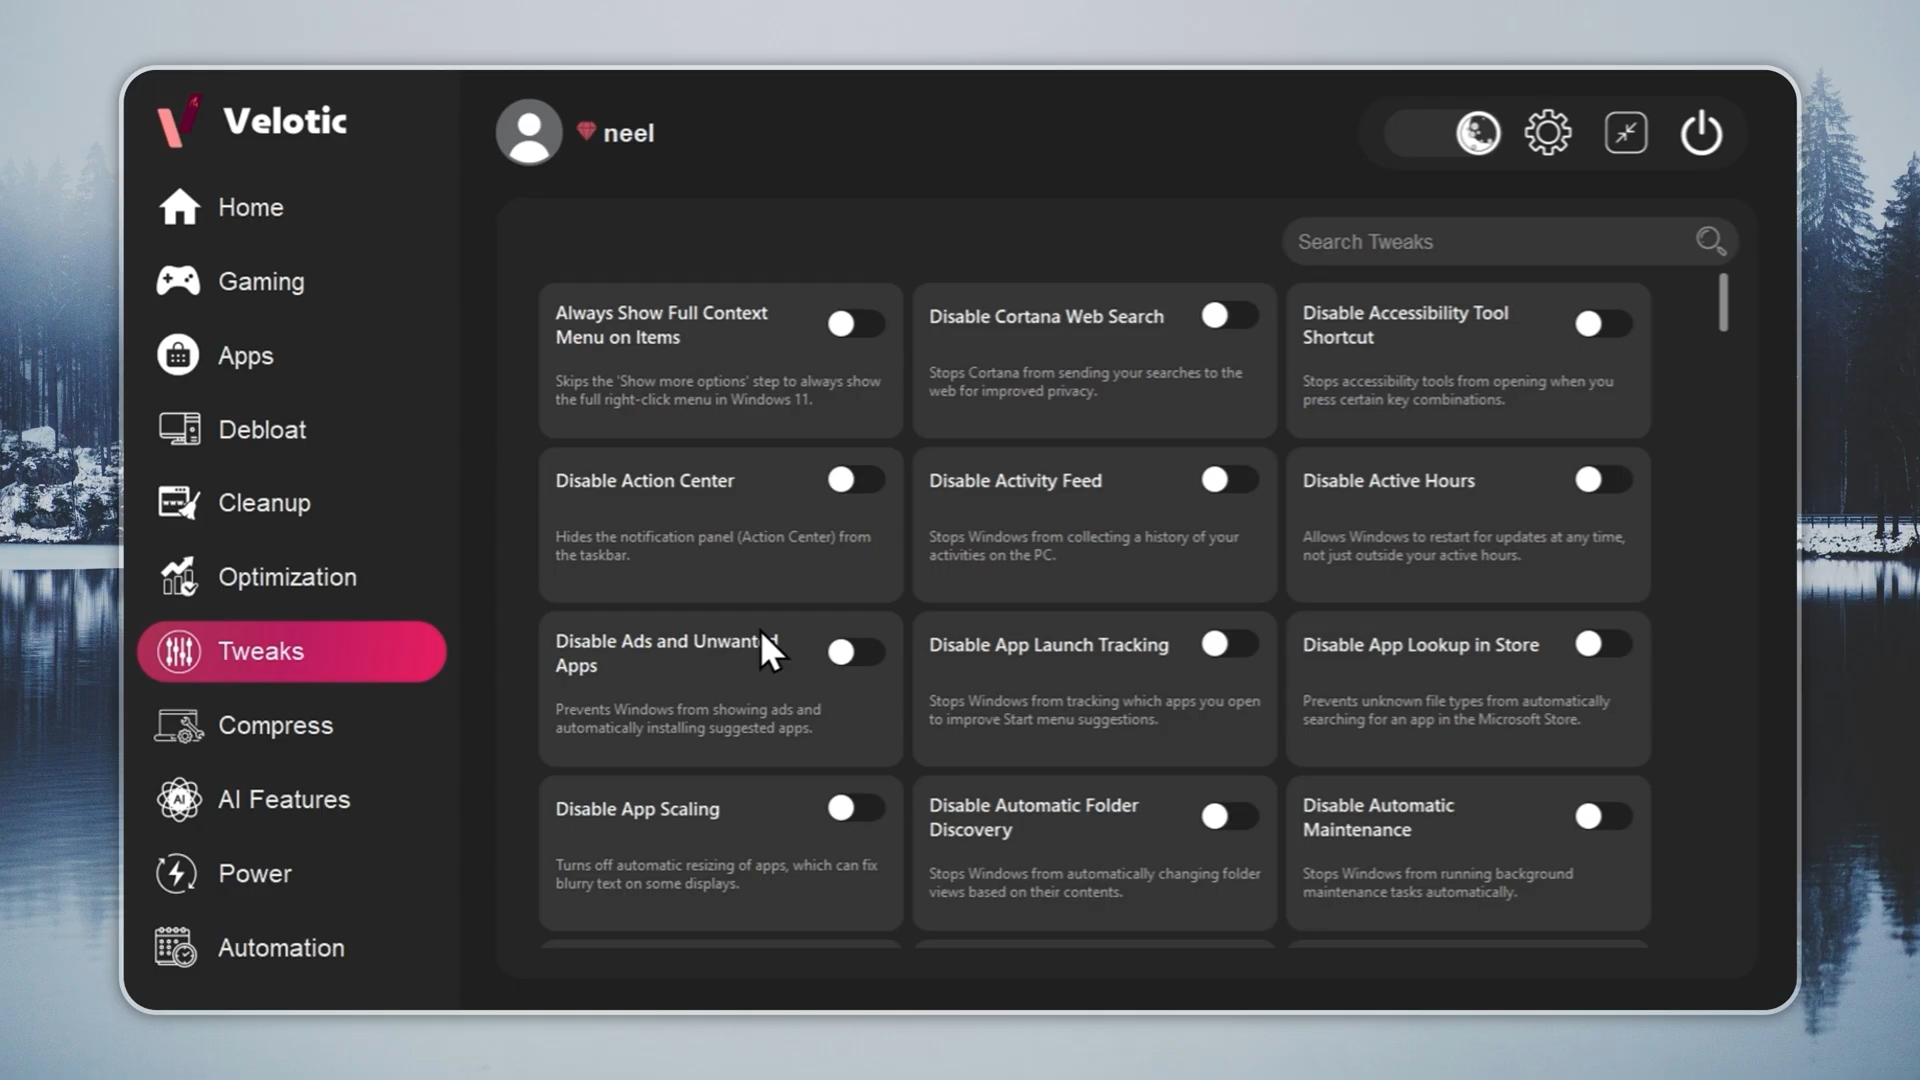 Velotic
neel
Home
Gaming
Apps
Debloat
Cleanup
Optimization
Tweaks
Compress
AI
AI Features
Power
Automation
Search Tweaks
Always Show Full Context
Menu on Items
Skips the 'Show more options' step to always show
the full right-click menu in Windows 11.
Disable Cortana Web Search
Stops Cortana from sending your searches to the
web for improved privacy.
Disable Accessibility Tool
Shortcut
Stops accessibility tools from opening when you
press certain key combinations.
Disable Action Center
Hides the notification panel (Action Center) from
the taskbar.
Disable Activity Feed
Stops Windows from collecting a history of your
activities on the PC.
Disable Active Hours
Allows Windows to restart for updates at any time,
not just outside your active hours.
Disable Ads and Unwanted
Apps
Prevents Windows from showing ads and
automatically installing suggested apps.
Disable App Launch Tracking
Stops Windows from tracking which apps you open
to improve Start menu suggestions.
Disable App Lookup in Store
Prevents unknown file types from automatically
searching for an app in the Microsoft Store.
Disable App Scaling
Turns off automatic resizing of apps, which can fix
blurry text on some displays.
Disable Automatic Folder
Discovery
Stops Windows from automatically changing folder
views based on their contents.
Disable Automatic
Maintenance
Stops Windows from running background
maintenance tasks automatically.